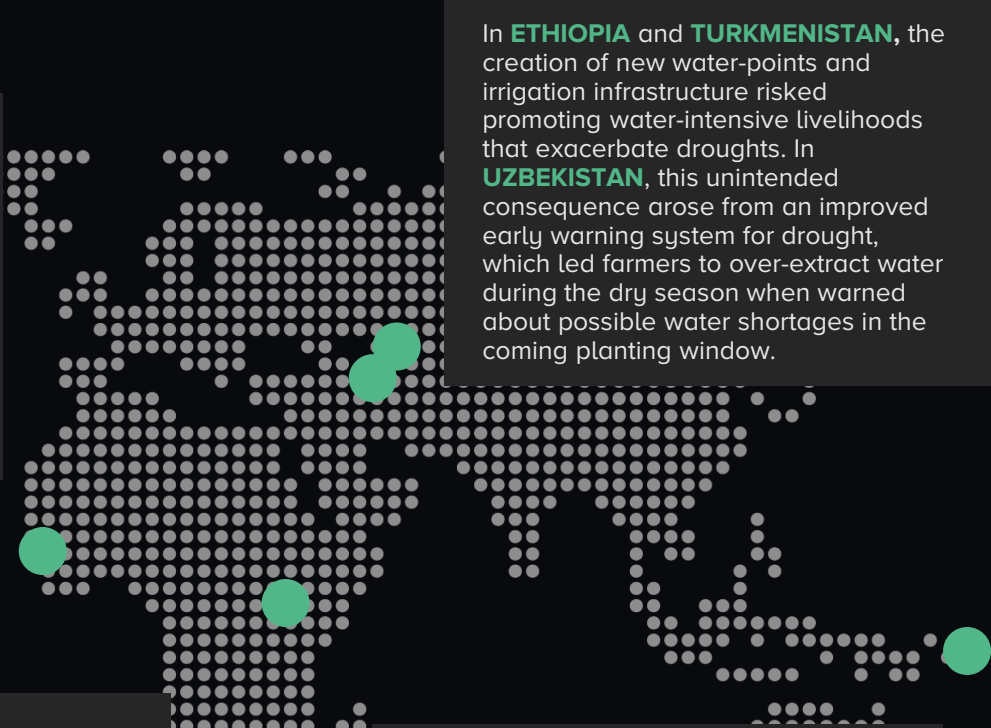 In ETHIOPIA and TURKMENISTAN, the
creation of new water-points and
irrigation infrastructure risked
promoting water-intensive livelihoods
that exacerbate droughts. In
UZBEKISTAN, this unintended
consequence arose from an improved
early warning system for drought,
which led farmers to over-extract water
during the dry season when warned
about possible water shortages in the
coming planting window.